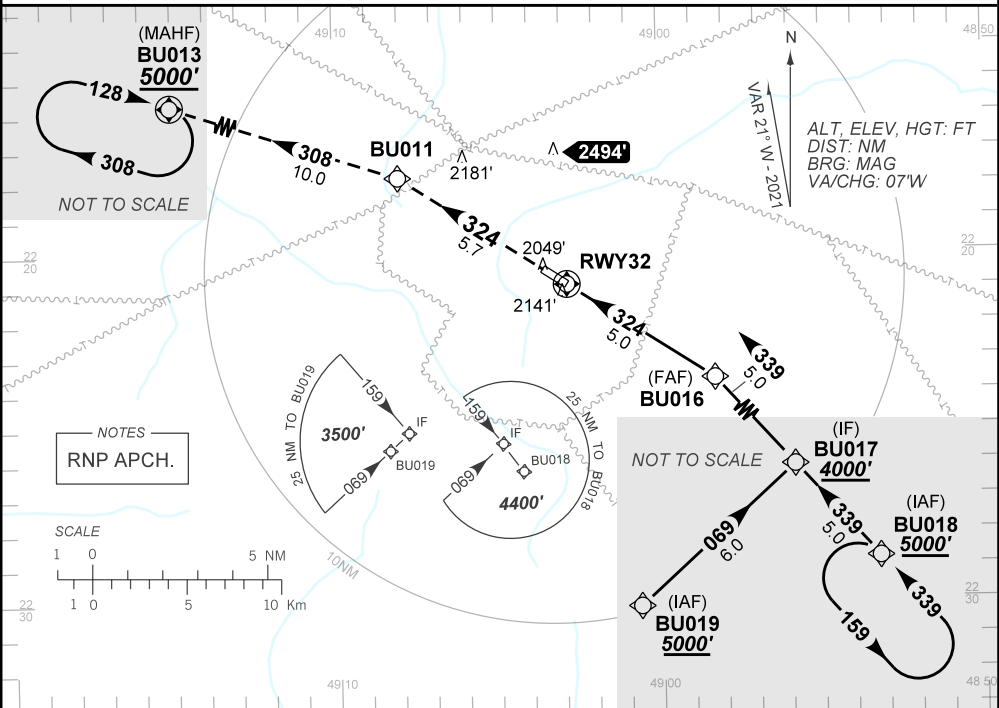 49 10
49 00
48 50
(MAHF)
BU013
5000'
128
308
NOT TO SCALE
308
10.0
BU011
2181'
2494'
N
VAR 21° W - 2021
ALT, ELEV, HGT: FT
DIST: NM
BRG: MAG
VA/CHG: 07'W
324
5.7
2049'
RWY32
2141'
22
20
22
20
324
5.0
(FAF)
BU016
339
5.0
NOTES
RNP APCH.
25 NM TO BU019
159
3500'
IF
BU019
069
159
IF
BU018
069
4400'
25 NM TO BU018
NOT TO SCALE
(IF)
BU017
4000'
339
5.0
(IAF)
BU018
5000'
069
6.0
(IAF)
BU019
5000'
339
159
SCALE
1 0 5 NM
1 0 5 10 Km
10NM
22
30
22
30
49 10
49 00
48 50